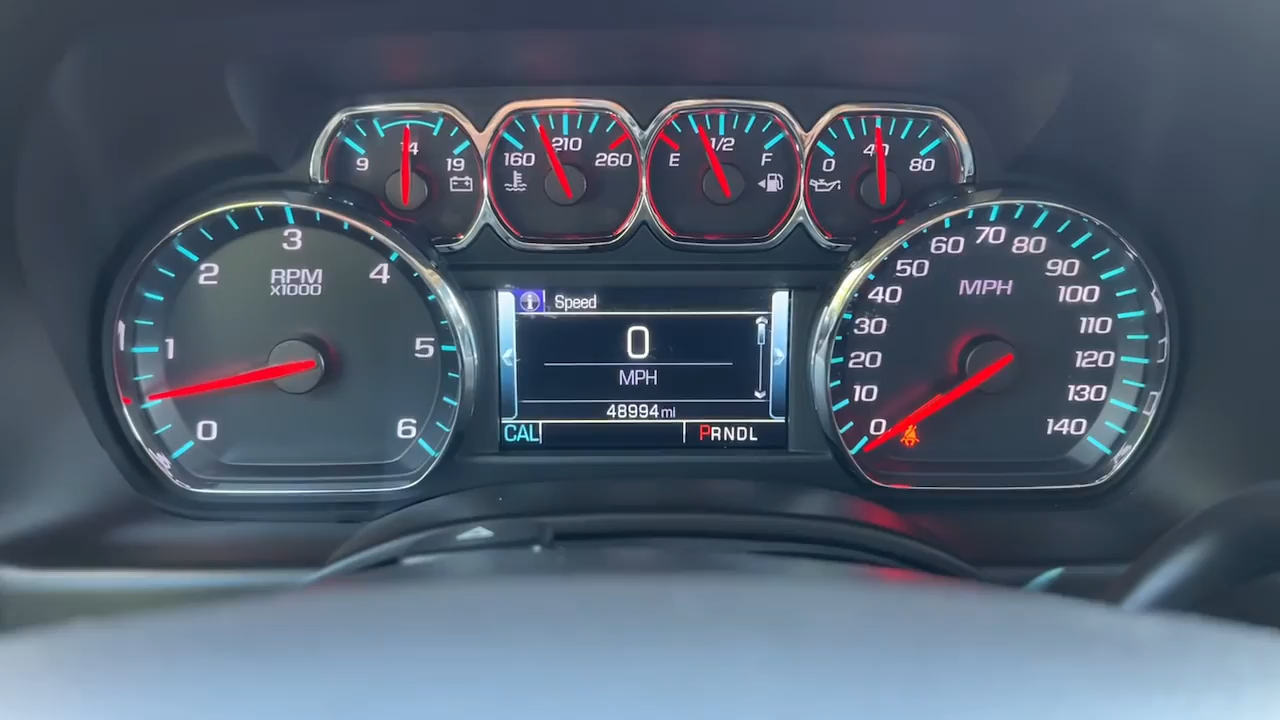 9 14 19
160 210 260
E 1/2 F
0 40 80
0 1 2 3 4 5 6
RPM
x1000
i Speed
0
MPH
48994 mi
CAL
PRNDL
0 10 20 30 40 50 60 70 80 90 100 110 120 130 140
MPH